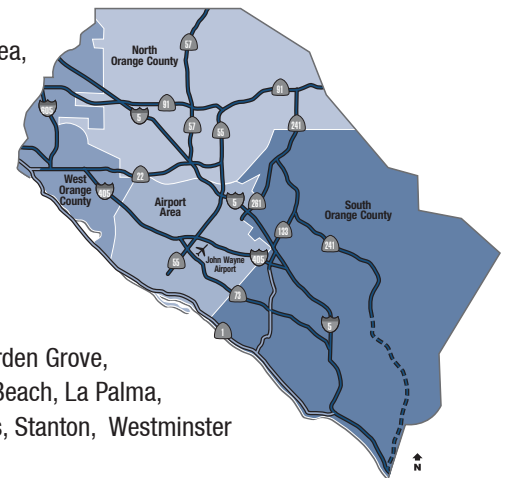 57
North
Orange County
ea,
91
91
605
5
57
55
241
22
West
Orange
County
405
Airport
Area
5
261
South
Orange County
133
241
55
John Wayne
Airport
405
73
5
1
rden Grove,
Beach, La Palma,
s, Stanton, Westminster
N